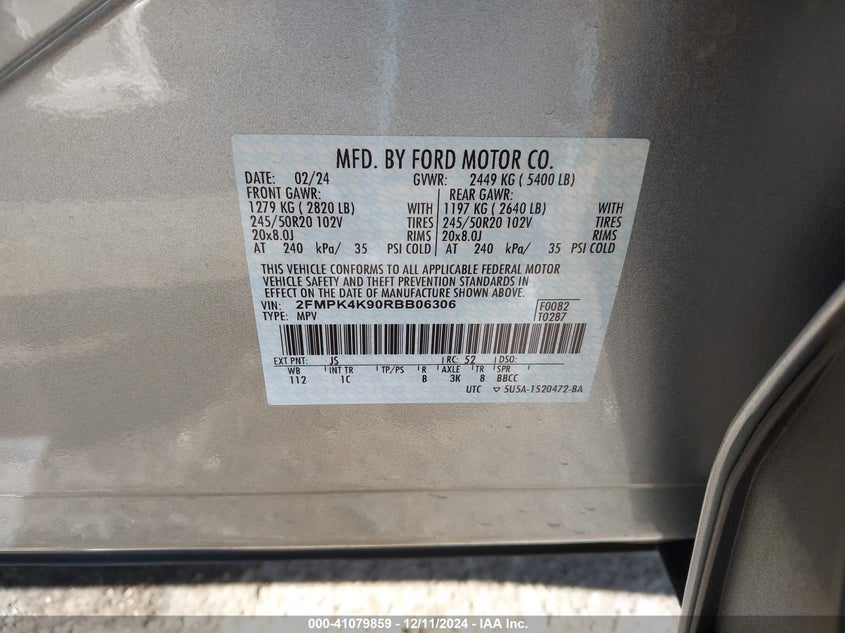 MFD. BY FORD MOTOR CO.
DATE: 02/24 GVWR: 2449 KG ( 5400 LB)
FRONT GAWR: REAR GAWR:
1279 KG ( 2820 LB) WITH 1197 KG ( 2640 LB) WITH
245/50R20 102V TIRES 245/50R20 102V TIRES
20x8.0J RIMS 20x8.0J RIMS
AT 240 kPa/ 35 PSI COLD AT 240 kPa/ 35 PSI COLD
THIS VEHICLE CONFORMS TO ALL APPLICABLE FEDERAL MOTOR
VEHICLE SAFETY AND THEFT PREVENTION STANDARDS IN
EFFECT ON THE DATE OF MANUFACTURE SHOWN ABOVE.
VIN: 2FMPK4K90RBB06306 F0082
TYPE: MPV T0287
EXT PNT: JS RC: 52 DSO:
WB INT TR TP/PS R AXLE TR SPR
112 1C B 3K 8 BBCC
UTC ▽ 5U5A-1520472-BA
000-41079859 - 12/11/2024 - IAA Inc.